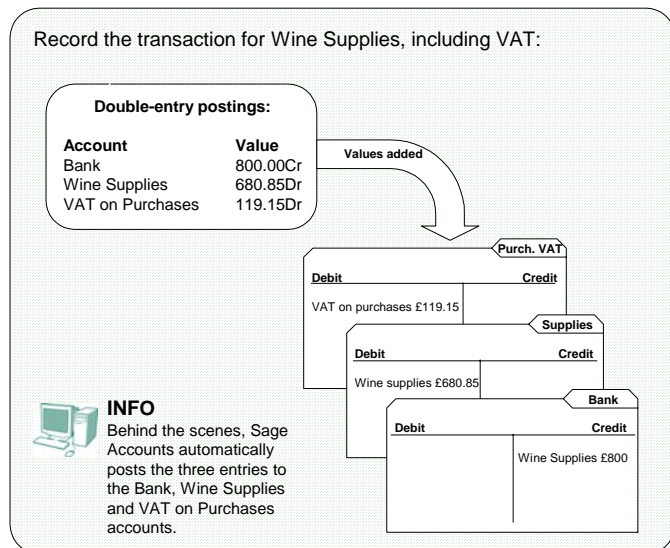 Record the transaction for Wine Supplies, including VAT:
Double-entry postings:
Account Value
Bank 800.00Cr
Wine Supplies 680.85Dr
VAT on Purchases 119.15Dr
Values added
Purch. VAT
Debit Credit
VAT on purchases £119.15
Supplies
Debit Credit
Wine supplies £680.85
Bank
Debit Credit
Wine Supplies £800
INFO
Behind the scenes, Sage
Accounts automatically
posts the three entries to
the Bank, Wine Supplies
and VAT on Purchases
accounts.